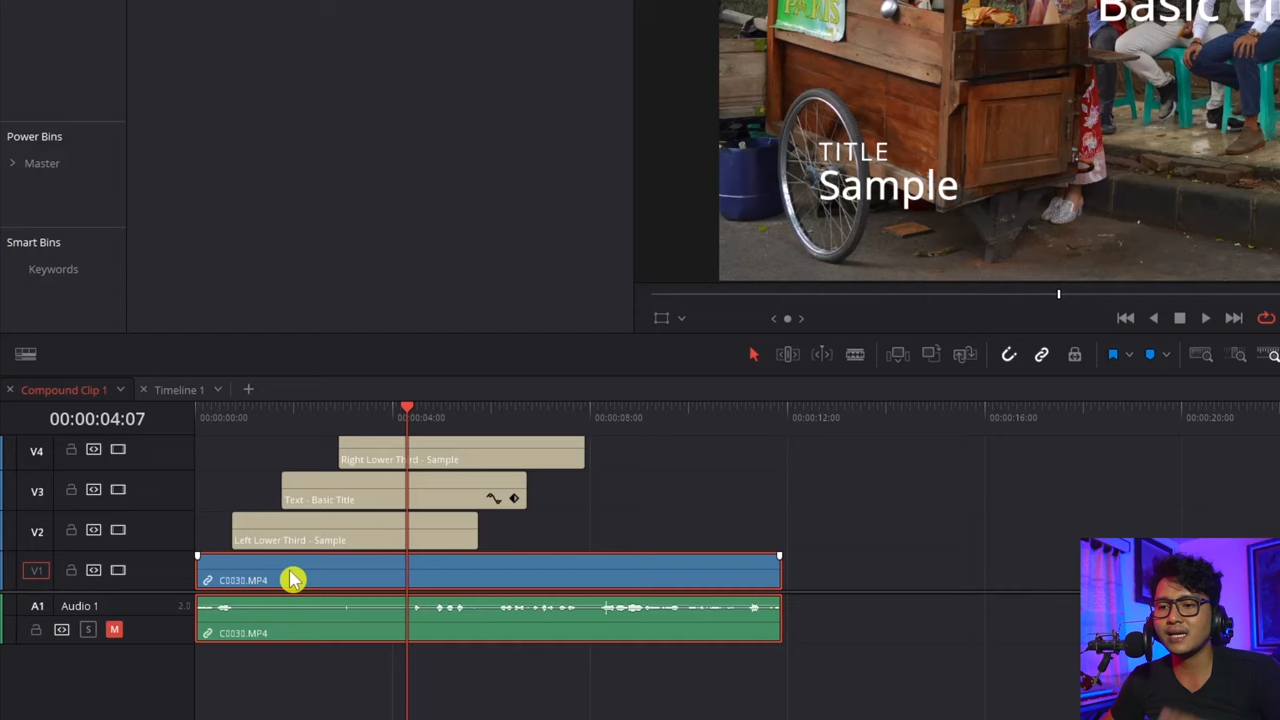 PARIS
Basic Ti
Power Bins
Master
TITLE
Sample
Smart Bins
Keywords
Compound Clip 1
Timeline 1
00:00:04:07
00:00:00:00
00:00:04:00
00:00:08:00
00:00:12:00
00:00:16:00
00:00:20:00
V4
Right Lower Third - Sample
V3
Text - Basic Title
V2
Left Lower Third - Sample
V1
C0030.MP4
A1 Audio 1 2.0
S M
C0030.MP4